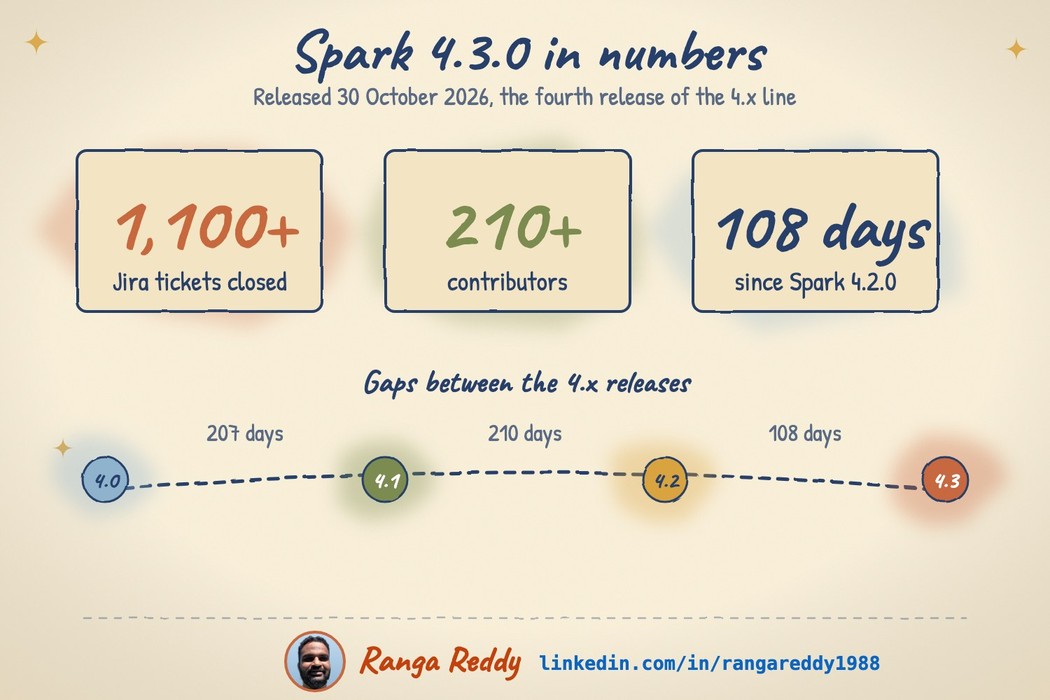 Spark 4.3.0 in numbers
Released 30 October 2026, the fourth release of the 4.x line
1,100+
Jira tickets closed
210+
contributors
108 days
since Spark 4.2.0
Gaps between the 4.x releases
207 days
210 days
108 days
4.0
4.1
4.2
4.3
Ranga Reddy
linkedin.com/in/rangareddy1988